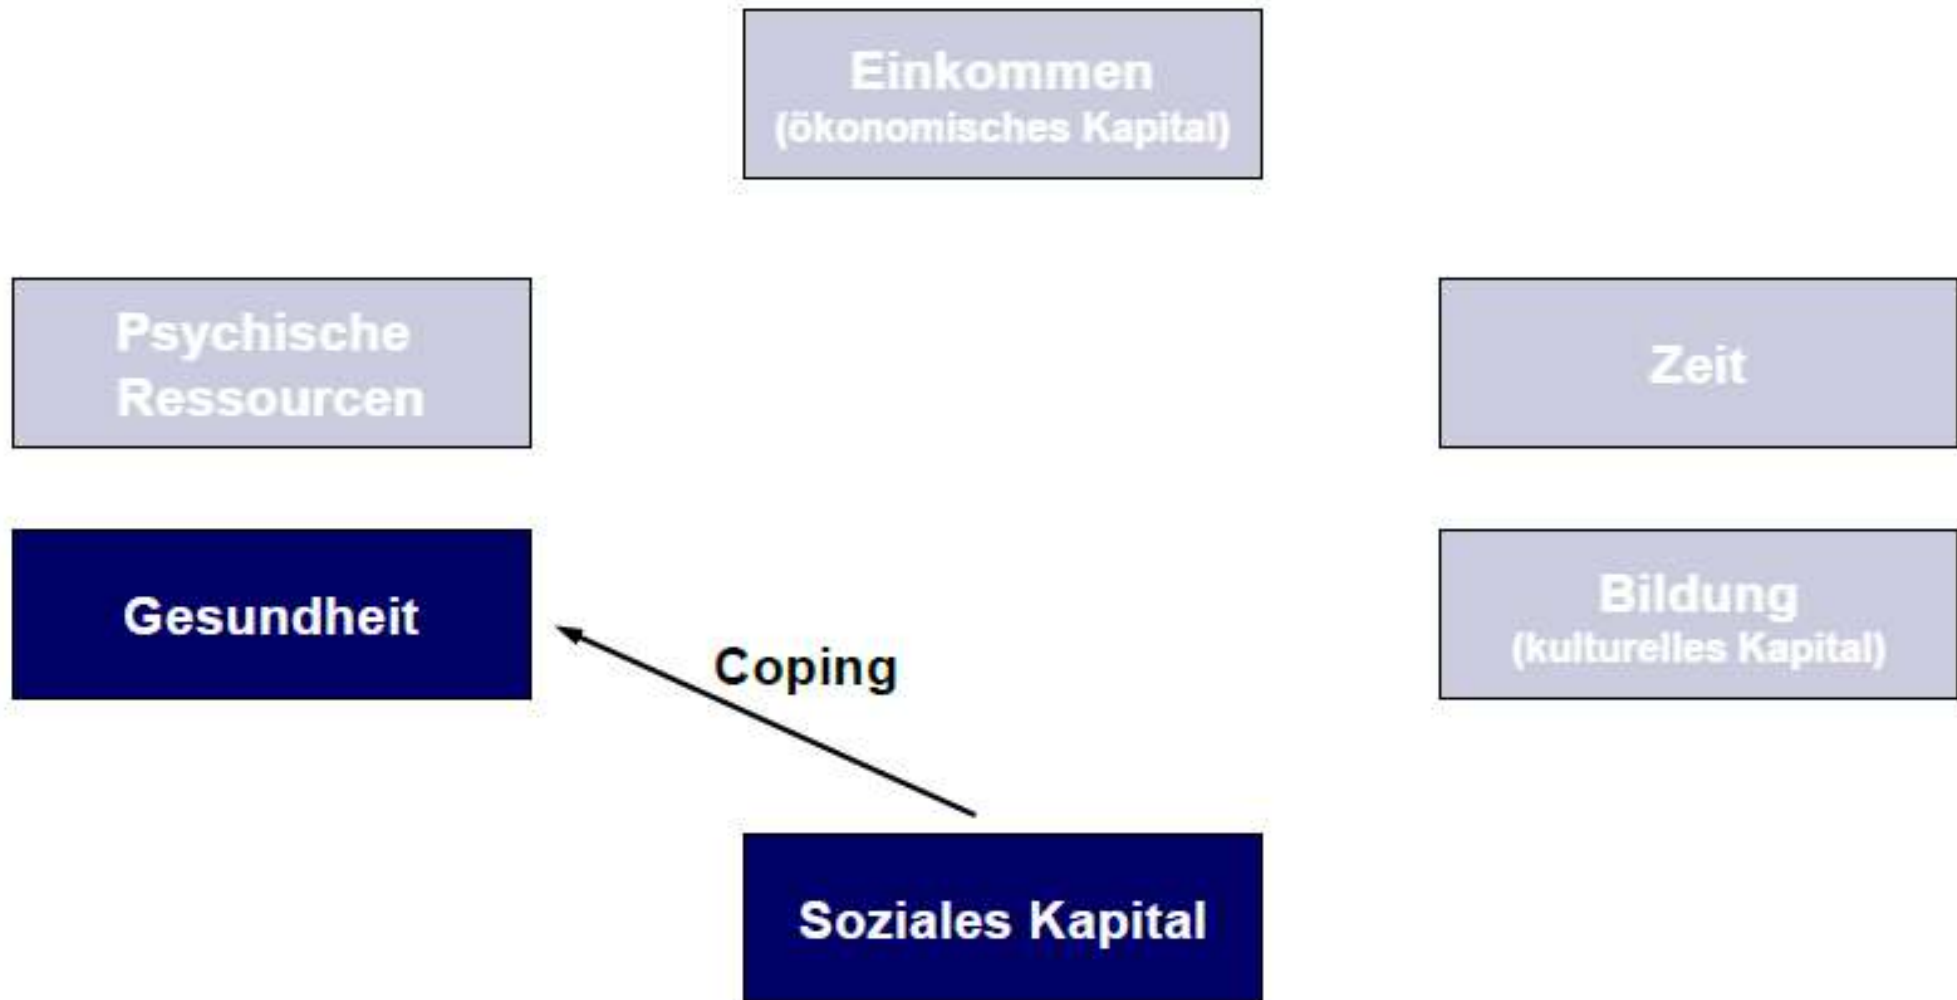 Einkommen
(ökonomisches Kapital)
Psychische
Ressourcen
Zeit
Gesundheit
Bildung
(kulturelles Kapital)
Coping
Soziales Kapital